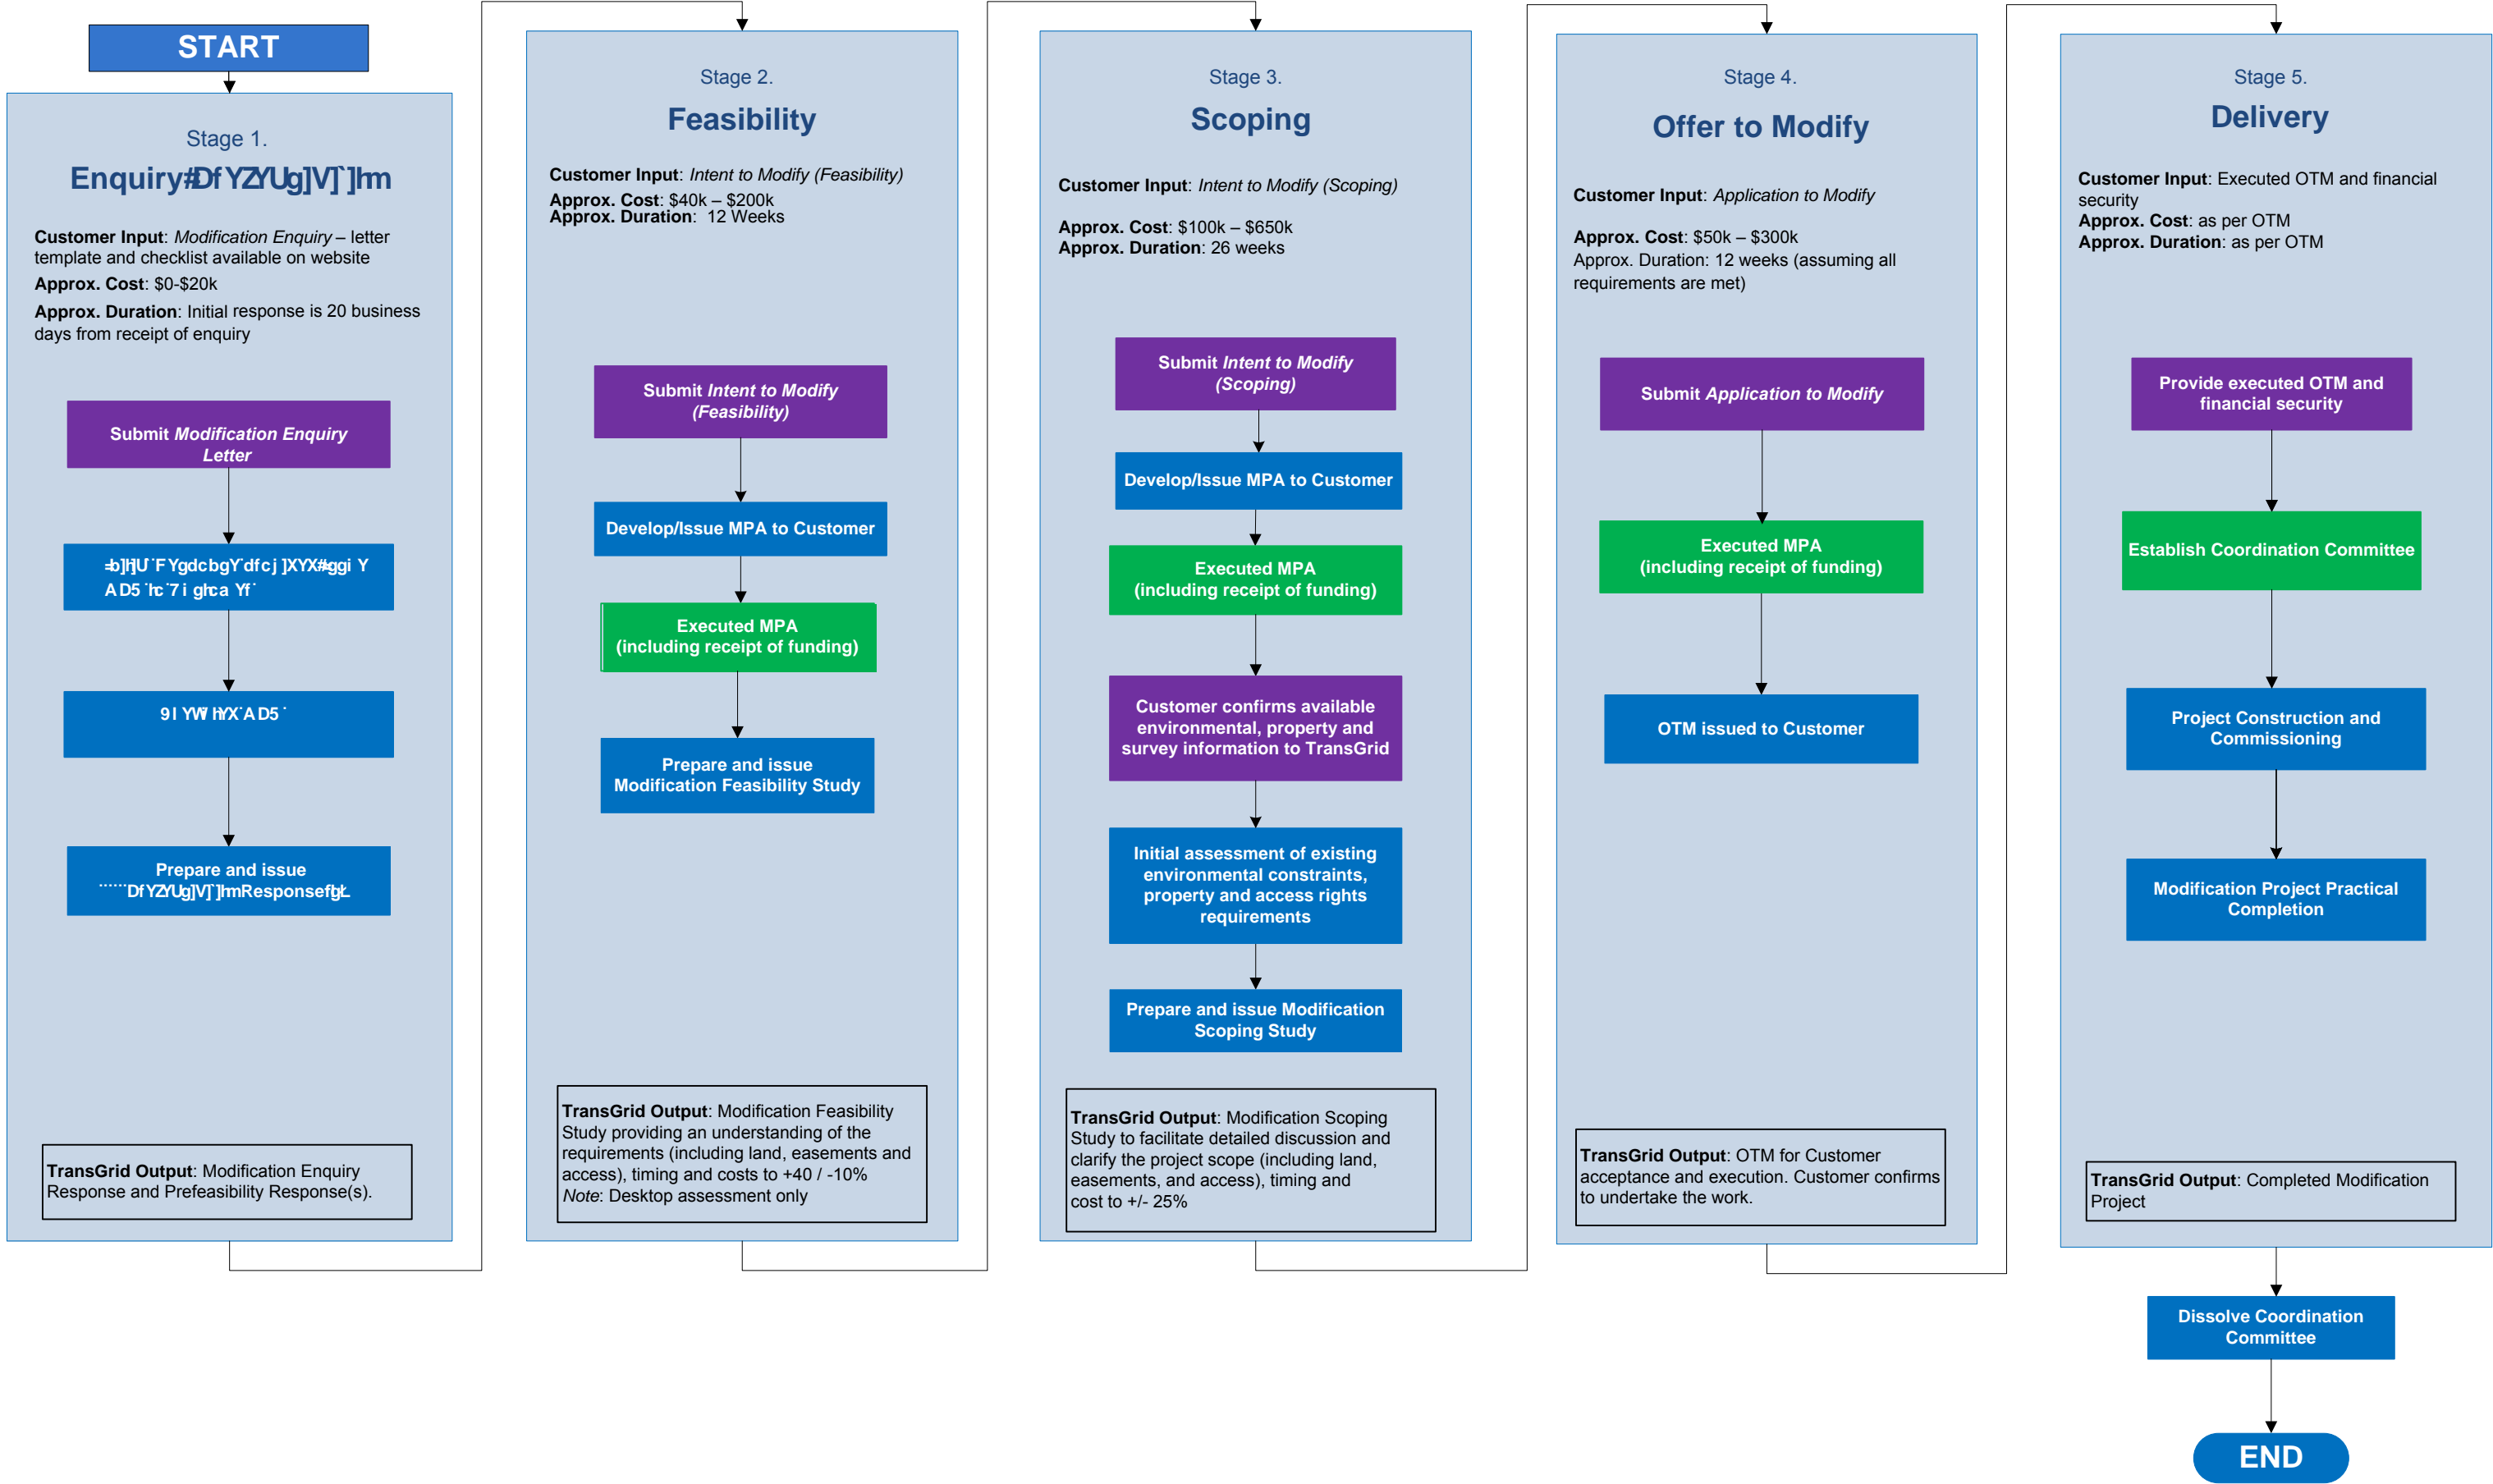 START
Stage 1.
Enquiry
Customer Input: Modification Enquiry – letter
template and checklist available on website
Approx. Cost: $0-$20k
Approx. Duration: Initial response is 20 business
days from receipt of enquiry
Submit Modification Enquiry
Letter
Prepare and issue
Response
TransGrid Output: Modification Enquiry
Response and Prefeasibility Response(s).
Stage 2.
Feasibility
Customer Input: Intent to Modify (Feasibility)
Approx. Cost: $40k – $200k
Approx. Duration: 12 Weeks
Submit Intent to Modify
(Feasibility)
Develop/Issue MPA to Customer
Executed MPA
(including receipt of funding)
Prepare and issue
Modification Feasibility Study
TransGrid Output: Modification Feasibility
Study providing an understanding of the
requirements (including land, easements and
access), timing and costs to +40 / -10%
Note: Desktop assessment only
Stage 3.
Scoping
Customer Input: Intent to Modify (Scoping)
Approx. Cost: $100k – $650k
Approx. Duration: 26 weeks
Submit Intent to Modify
(Scoping)
Develop/Issue MPA to Customer
Executed MPA
(including receipt of funding)
Customer confirms available
environmental, property and
survey information to TransGrid
Initial assessment of existing
environmental constraints,
property and access rights
requirements
Prepare and issue Modification
Scoping Study
TransGrid Output: Modification Scoping
Study to facilitate detailed discussion and
clarify the project scope (including land,
easements, and access), timing and
cost to +/- 25%
Stage 4.
Offer to Modify
Customer Input: Application to Modify
Approx. Cost: $50k – $300k
Approx. Duration: 12 weeks (assuming all
requirements are met)
Submit Application to Modify
Executed MPA
(including receipt of funding)
OTM issued to Customer
TransGrid Output: OTM for Customer
acceptance and execution. Customer confirms
to undertake the work.
Stage 5.
Delivery
Customer Input: Executed OTM and financial
security
Approx. Cost: as per OTM
Approx. Duration: as per OTM
Provide executed OTM and
financial security
Establish Coordination Committee
Project Construction and
Commissioning
Modification Project Practical
Completion
TransGrid Output: Completed Modification
Project
Dissolve Coordination
Committee
END